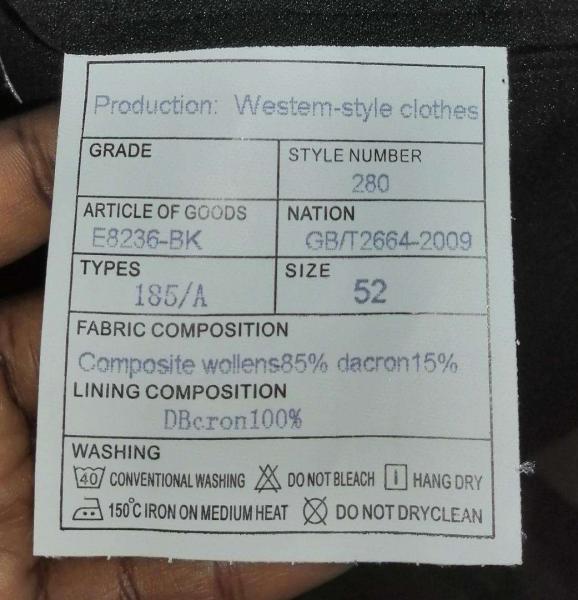 Production: Westem-style clothes
GRADE
STYLE NUMBER
280
ARTICLE OF GOODS
E8236-BK
NATION
GB/T2664-2009
TYPES
185/A
SIZE
52
FABRIC COMPOSITION
Composite wollens85% dacron15%
LINING COMPOSITION
DBcron100%
WASHING
40 CONVENTIONAL WASHING DO NOT BLEACH HANG DRY
150°C IRON ON MEDIUM HEAT DO NOT DRYCLEAN